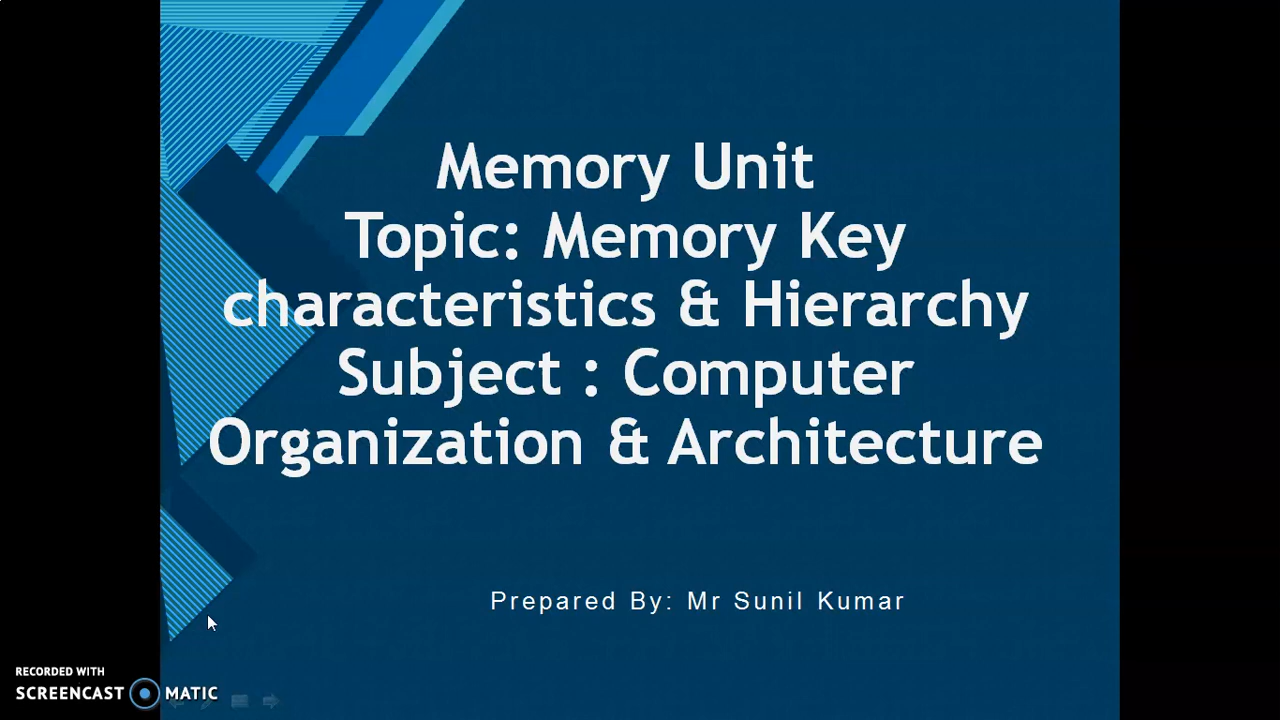 Memory Unit
Topic: Memory Key
characteristics & Hierarchy
Subject : Computer
Organization & Architecture
Prepared By: Mr Sunil Kumar
RECORDED WITH
SCREENCAST MATIC